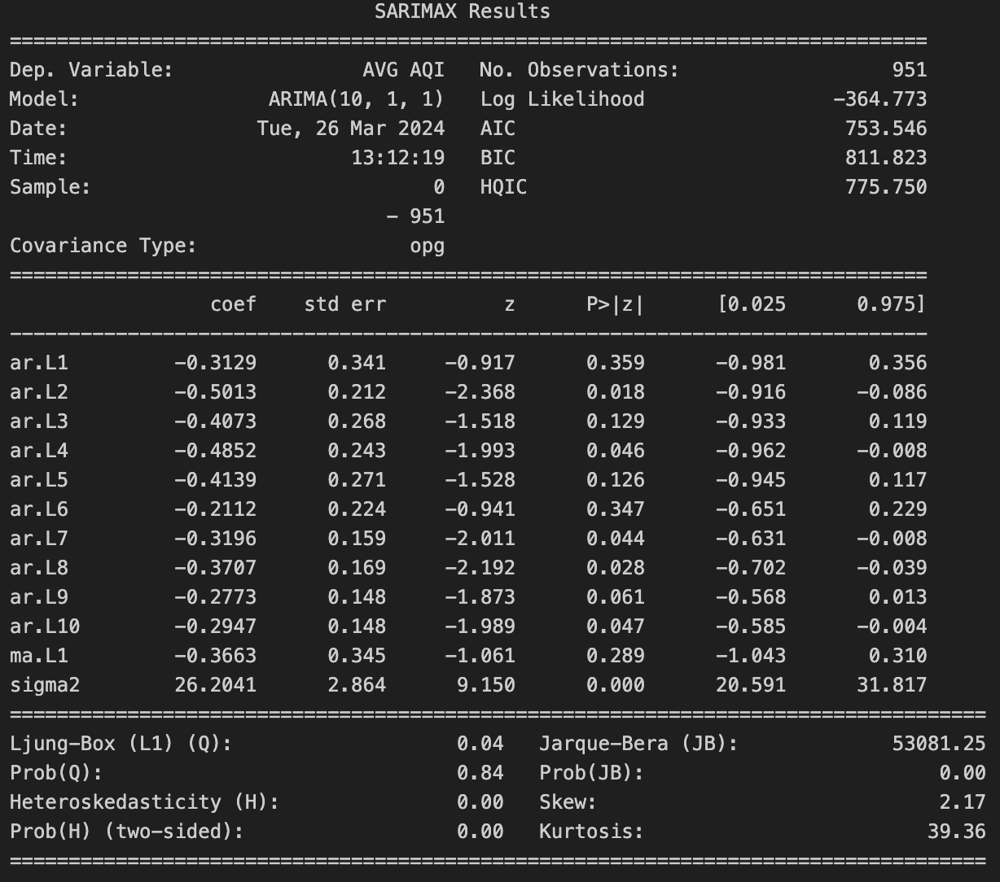 SARIMAX Results
==============================================================================
Dep. Variable:                AVG AQI   No. Observations:                  951
Model:                ARIMA(10, 1, 1)   Log Likelihood                -364.773
Date:                Tue, 26 Mar 2024   AIC                            753.546
Time:                        13:12:19   BIC                            811.823
Sample:                             0   HQIC                           775.750
- 951
Covariance Type:                  opg
==============================================================================
coef    std err          z      P>|z|      [0.025      0.975]
------------------------------------------------------------------------------
ar.L1         -0.3129      0.341     -0.917      0.359      -0.981       0.356
ar.L2         -0.5013      0.212     -2.368      0.018      -0.916      -0.086
ar.L3         -0.4073      0.268     -1.518      0.129      -0.933       0.119
ar.L4         -0.4852      0.243     -1.993      0.046      -0.962      -0.008
ar.L5         -0.4139      0.271     -1.528      0.126      -0.945       0.117
ar.L6         -0.2112      0.224     -0.941      0.347      -0.651       0.229
ar.L7         -0.3196      0.159     -2.011      0.044      -0.631      -0.008
ar.L8         -0.3707      0.169     -2.192      0.028      -0.702      -0.039
ar.L9         -0.2773      0.148     -1.873      0.061      -0.568       0.013
ar.L10        -0.2947      0.148     -1.989      0.047      -0.585      -0.004
ma.L1         -0.3663      0.345     -1.061      0.289      -1.043       0.310
sigma2        26.2041      2.864      9.150      0.000      20.591      31.817
===================================================================================
Ljung-Box (L1) (Q):                   0.04   Jarque-Bera (JB):             53081.25
Prob(Q):                              0.84   Prob(JB):                         0.00
Heteroskedasticity (H):               0.00   Skew:                             2.17
Prob(H) (two-sided):                  0.00   Kurtosis:                        39.36
===================================================================================